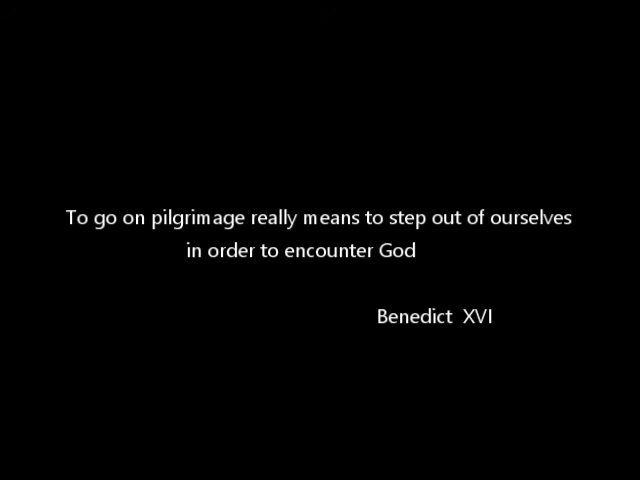 To go on pilgrimage really means to step out of ourselves
in order to encounter God
Benedict XVI